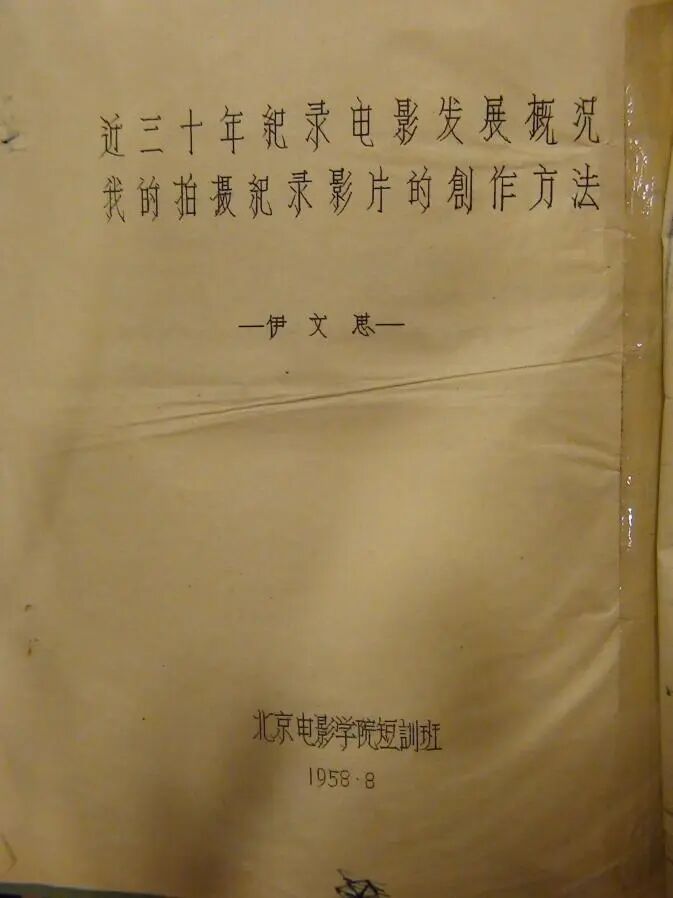 近三十年紀录电影发展概况
我的拍摄紀录影片的創作方法
—伊文思—
北京电影学院短訓班
1958·8